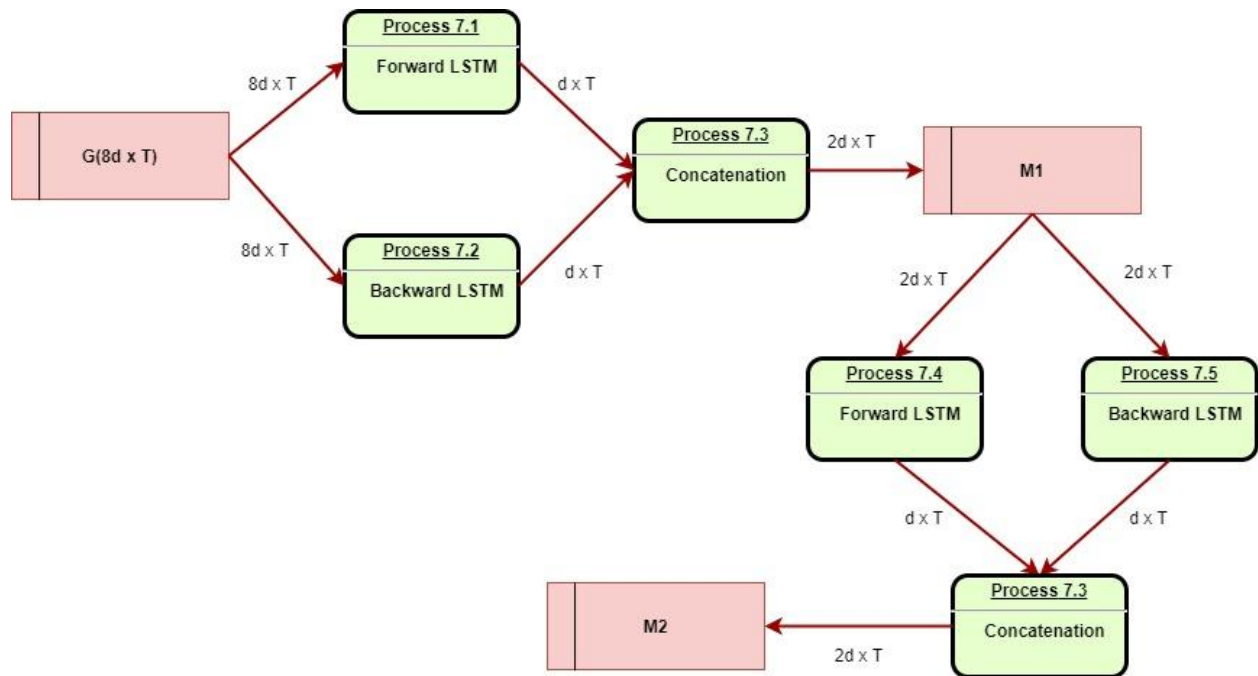 Process 7.1
Forward LSTM
8d x T
d x T
G(8d x T)
Process 7.3
Concatenation
2d x T
M1
8d x T
Process 7.2
Backward LSTM
d x T
2d x T
2d x T
Process 7.4
Forward LSTM
Process 7.5
Backward LSTM
d x T
d x T
Process 7.3
Concatenation
M2
2d x T